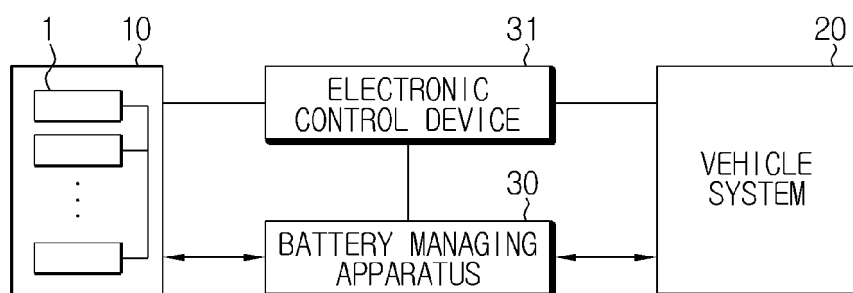 1
10
31
20
ELECTRONIC
CONTROL DEVICE
VEHICLE
SYSTEM
30
BATTERY MANAGING
APPARATUS